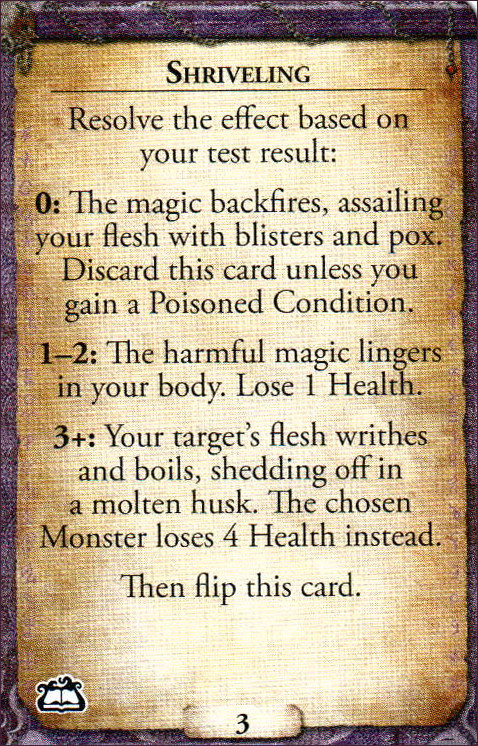 SHRIVELING
Resolve the effect based on
your test result:
0: The magic backfires, assailing
your flesh with blisters and pox.
Discard this card unless you
gain a Poisoned Condition.
1–2: The harmful magic lingers
in your body. Lose 1 Health.
3+: Your target's flesh writhes
and boils, shedding off in
a molten husk. The chosen
Monster loses 4 Health instead.
Then flip this card.
3